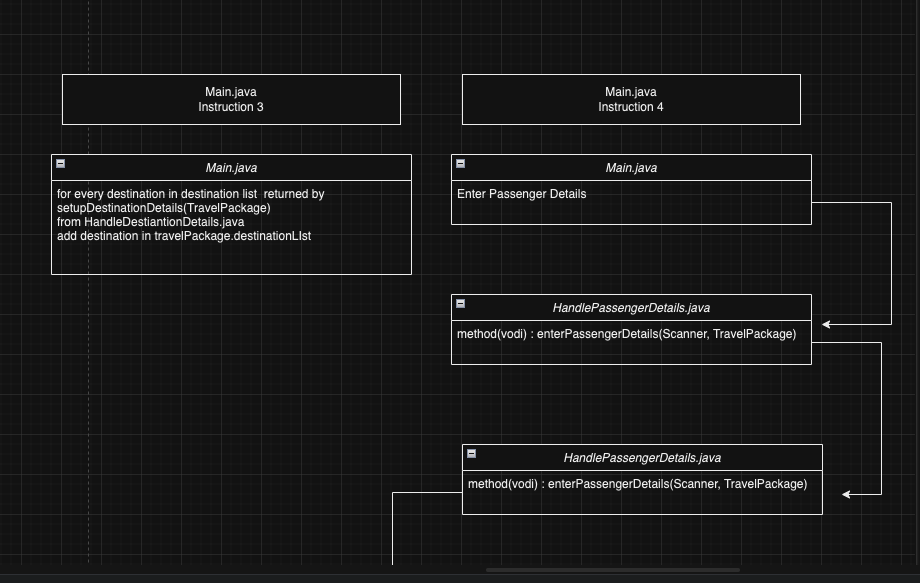 Main.java
Instruction 3
Main.java
for every destination in destination list  returned by
setupDestinationDetails(TravelPackage)
from HandleDestiantionDetails.java
add destination in travelPackage.destinationLIst
Main.java
Instruction 4
Main.java
Enter Passenger Details
HandlePassengerDetails.java
method(vodi) : enterPassengerDetails(Scanner, TravelPackage)
HandlePassengerDetails.java
method(vodi) : enterPassengerDetails(Scanner, TravelPackage)